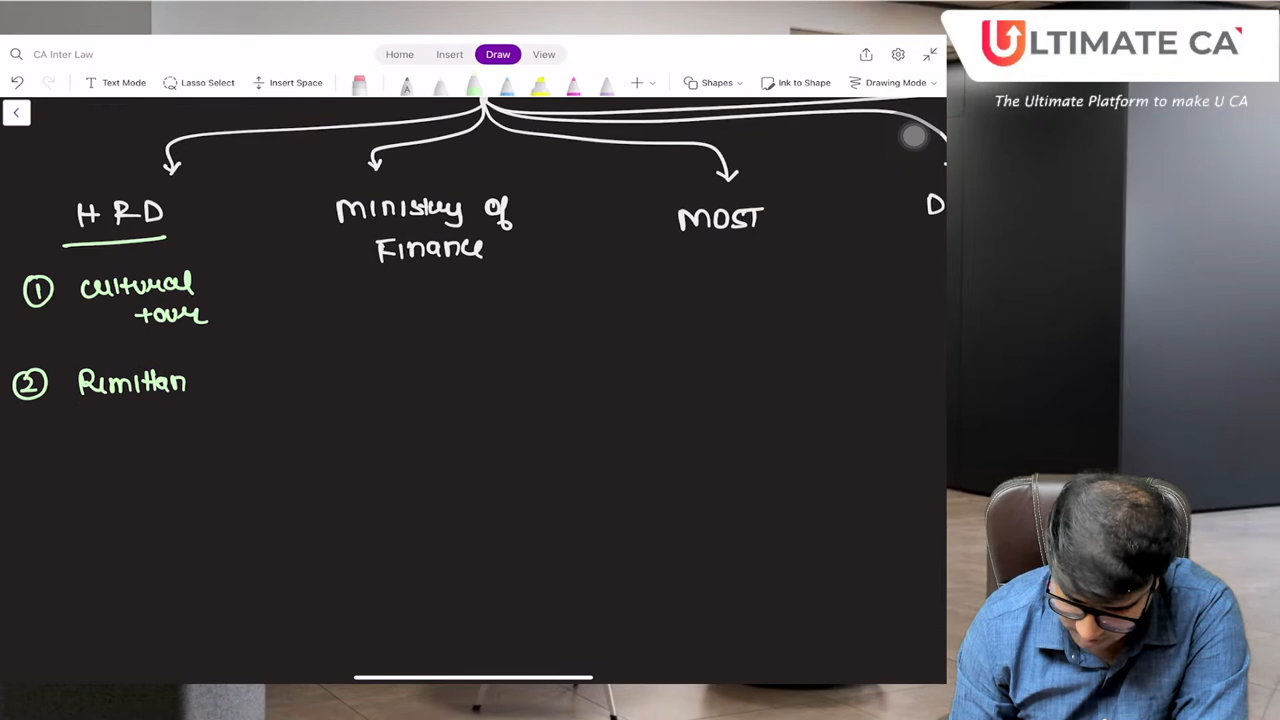 CA Inter Law
Home Insert Draw View
Text Mode Lasso Select Insert Space Shapes Ink to Shape Drawing Mode
ULTIMATE CA
The Ultimate Platform to make U CA
HRD
Ministry of
Finance
MOST
D
① Cultural
tour
② Remittan